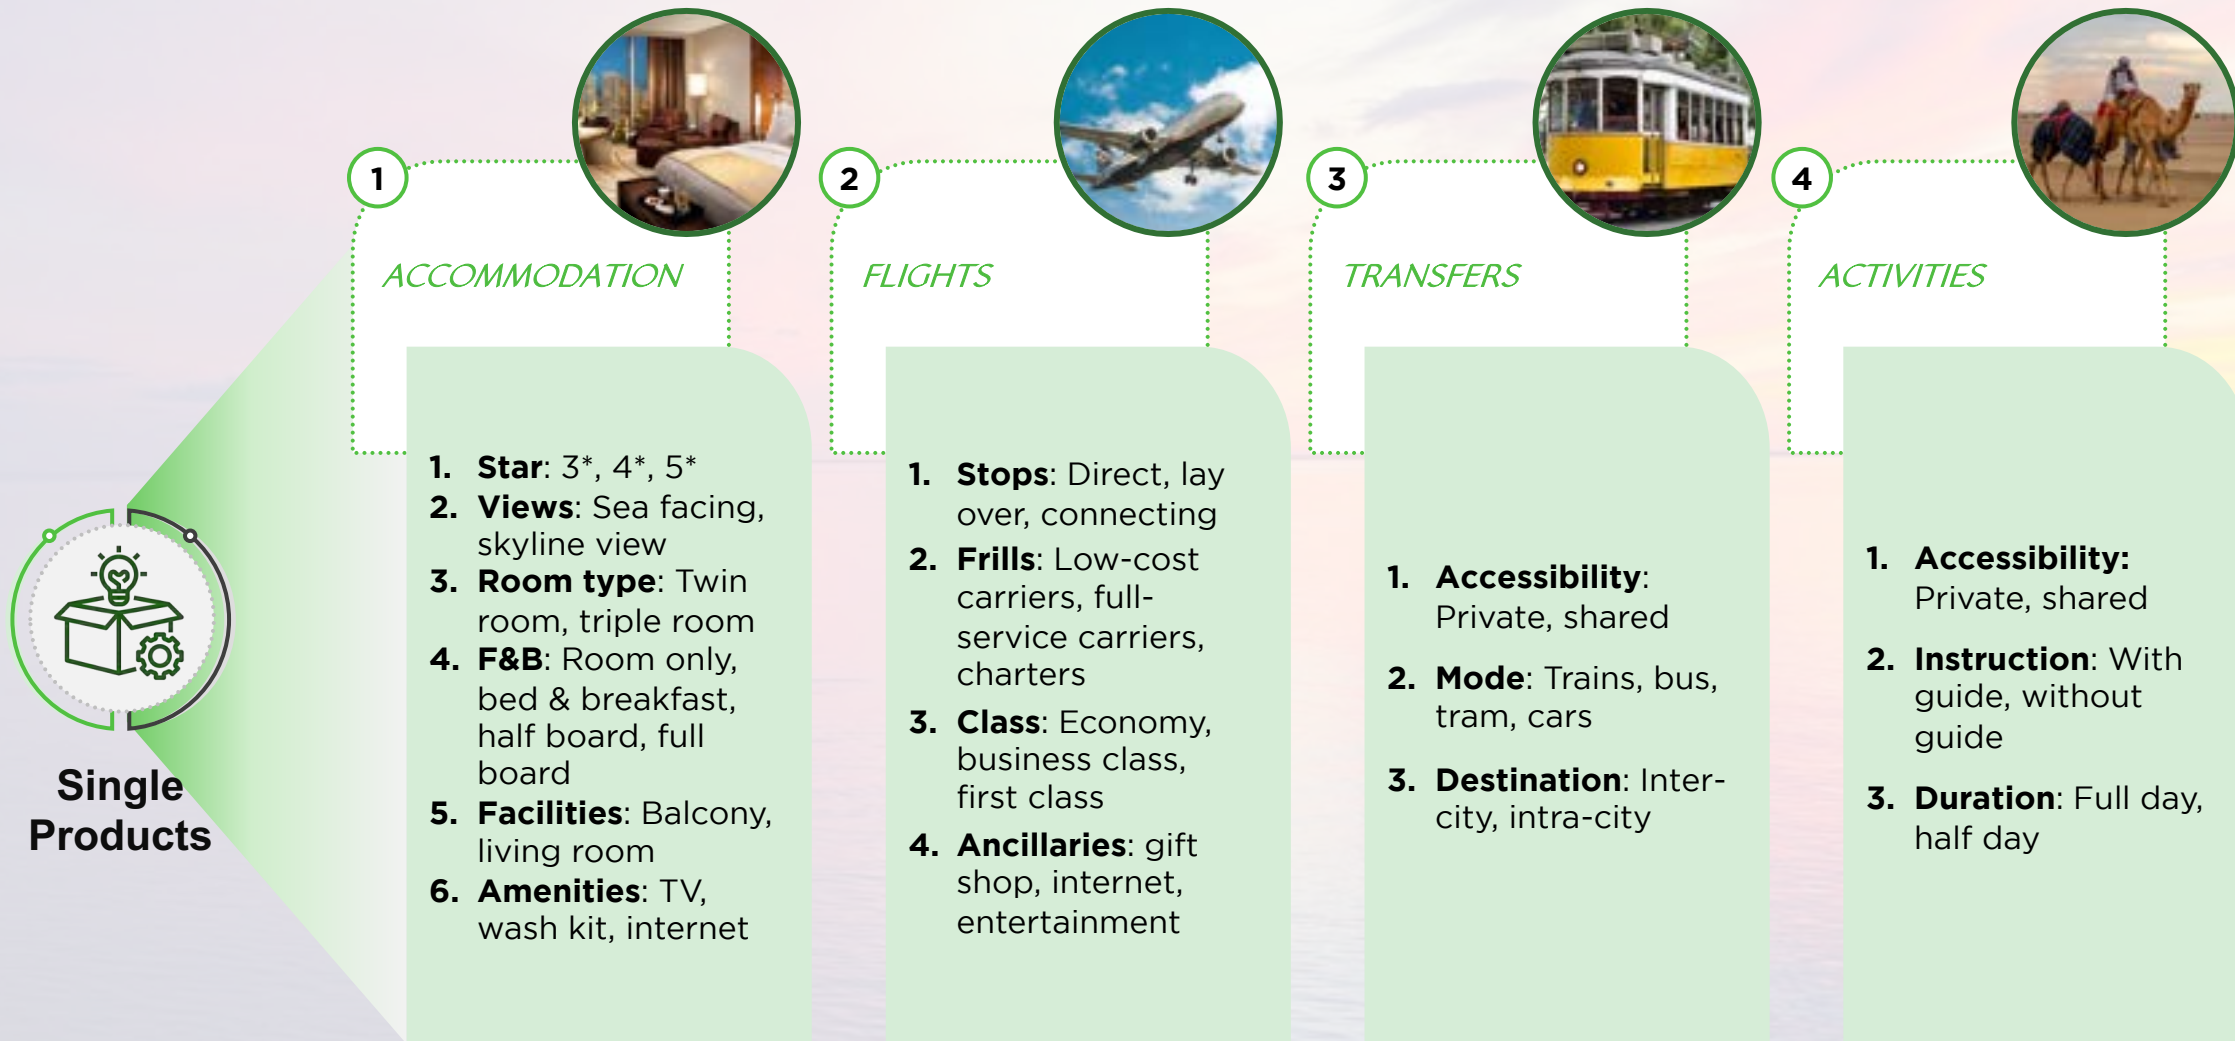 1
ACCOMMODATION
1. Star: 3*, 4*, 5*
2. Views: Sea facing,
skyline view
3. Room type: Twin
room, triple room
4. F&B: Room only,
bed & breakfast,
half board, full
board
5. Facilities: Balcony,
living room
6. Amenities: TV,
wash kit, internet
2
FLIGHTS
1. Stops: Direct, lay
over, connecting
2. Frills: Low-cost
carriers, full-
service carriers,
charters
3. Class: Economy,
business class,
first class
4. Ancillaries: gift
shop, internet,
entertainment
3
TRANSFERS
1. Accessibility:
Private, shared
2. Mode: Trains, bus,
tram, cars
3. Destination: Inter-
city, intra-city
4
ACTIVITIES
1. Accessibility:
Private, shared
2. Instruction: With
guide, without
guide
3. Duration: Full day,
half day
Single
Products